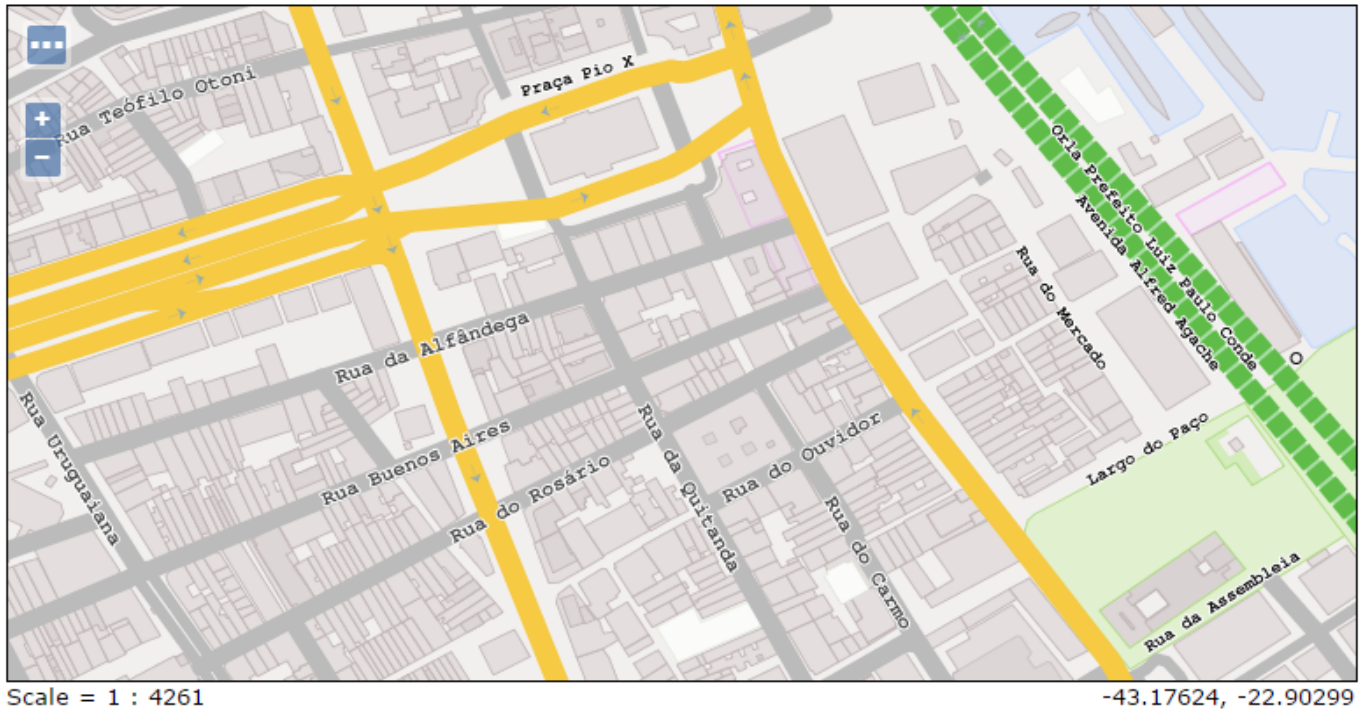 Praça Pio X
Rua Teófilo Otoni
+
−
Orla Prefeito Luiz Paulo Conde
Avenida Alfred Agache
Rua do Mercado
Rua da Alfândega
Rua Uruguaiana
Rua Buenos Aires
Rua do Rosário
Rua da Quitanda
Rua do Ouvidor
Rua do Carmo
Largo do Paço
O
Rua da Assembleia
Scale = 1 : 4261
-43.17624, -22.90299